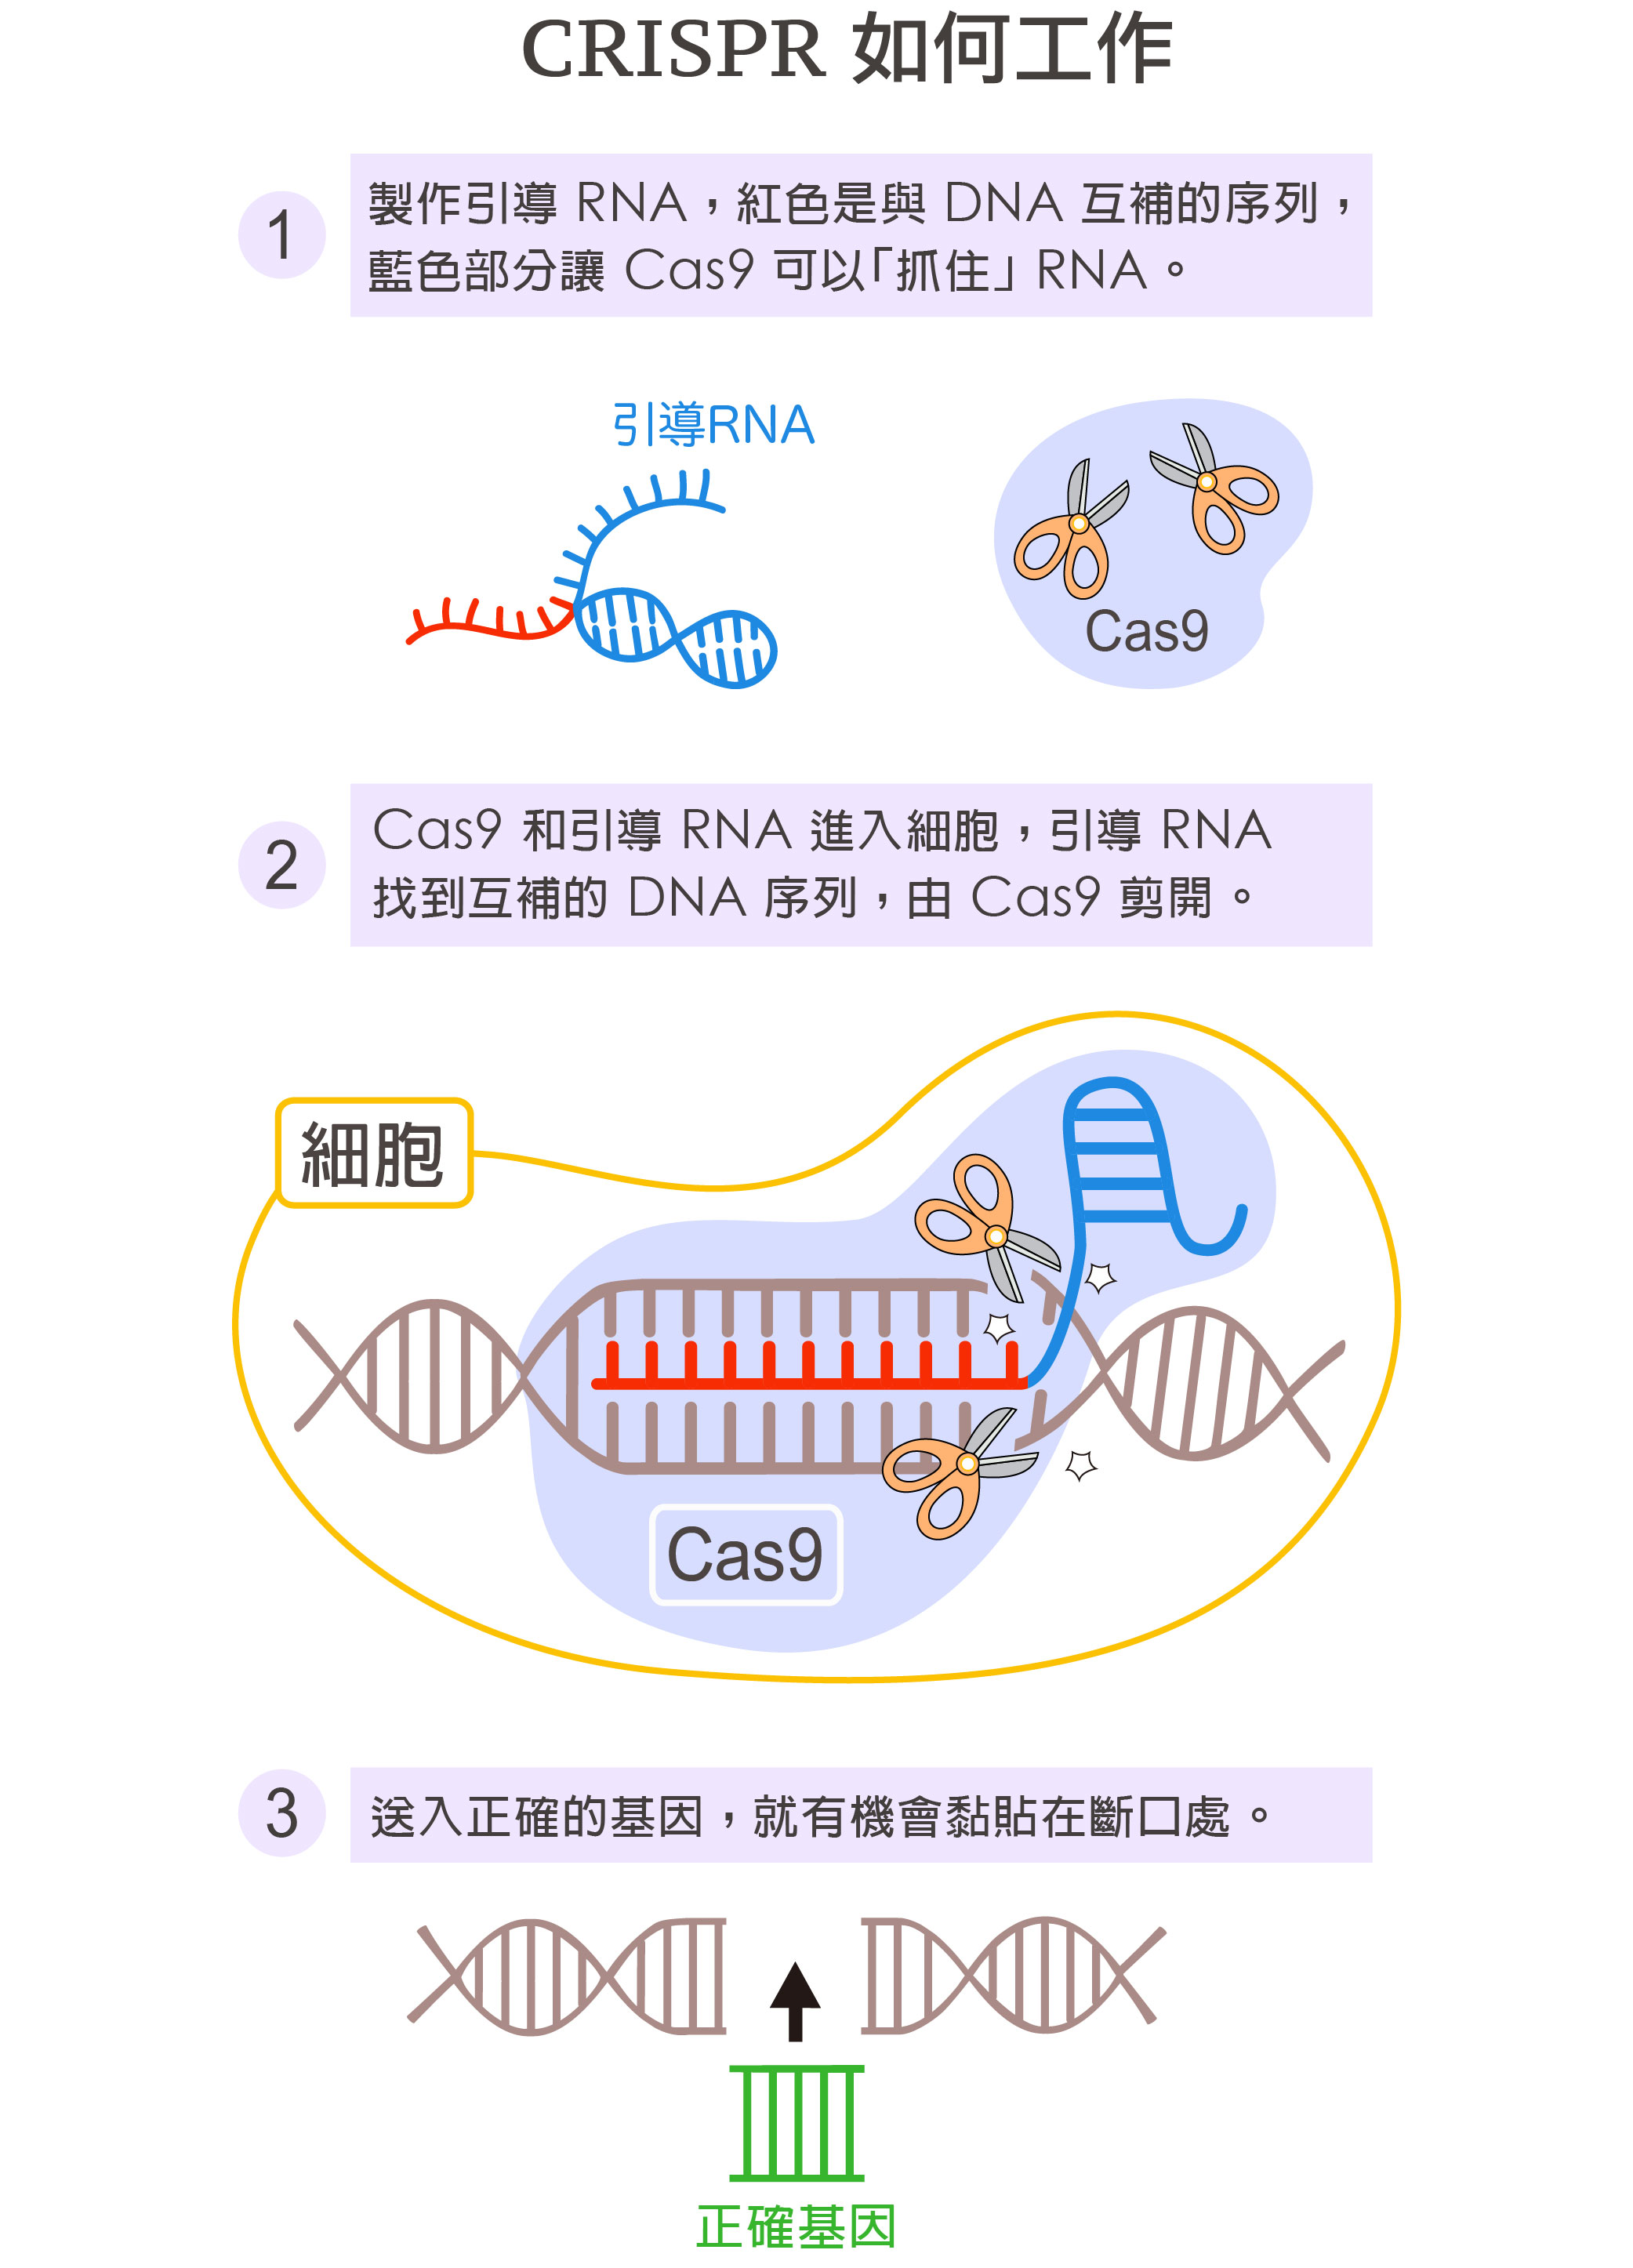 CRISPR 如何工作
1
製作引導 RNA，紅色是與 DNA 互補的序列，
藍色部分讓 Cas9 可以「抓住」 RNA。
引導RNA
Cas9
2
Cas9 和引導 RNA 進入細胞，引導 RNA
找到互補的 DNA 序列，由 Cas9 剪開。
細胞
Cas9
3
送入正確的基因，就有機會黏貼在斷口處。
正確基因